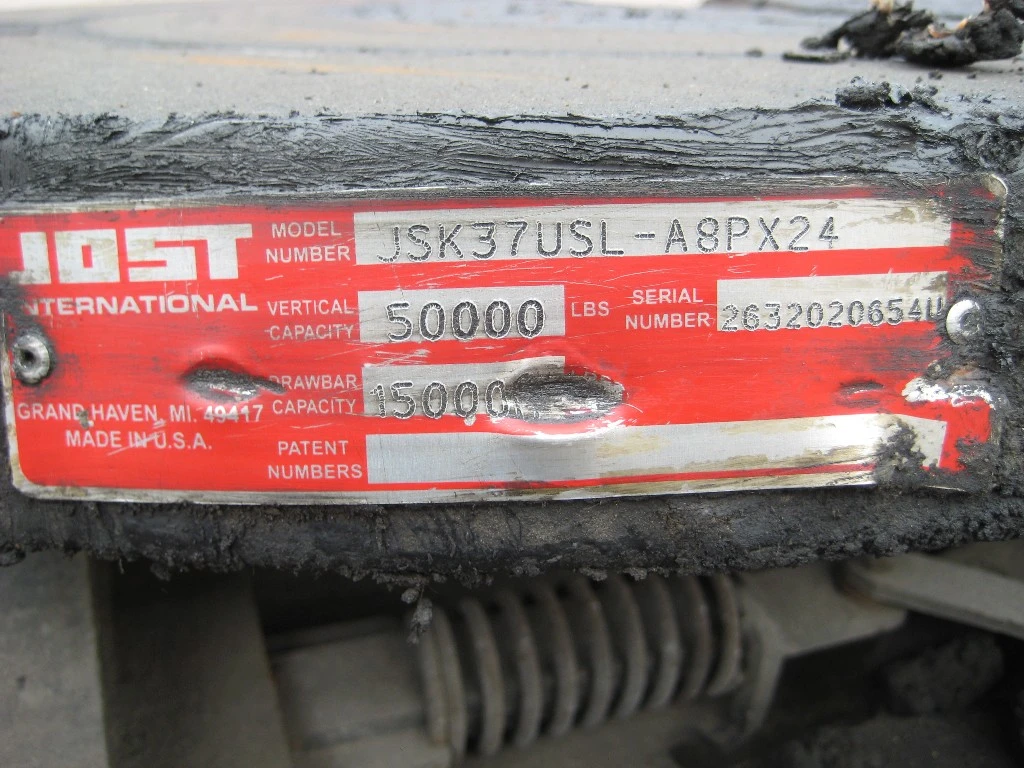 JOST
INTERNATIONAL
MODEL NUMBER JSK37USL-A8PX24
VERTICAL CAPACITY 50000 LBS
SERIAL NUMBER 2632020654U
DRAWBAR CAPACITY 15000
GRAND HAVEN, MI. 49417
MADE IN U.S.A.
PATENT NUMBERS